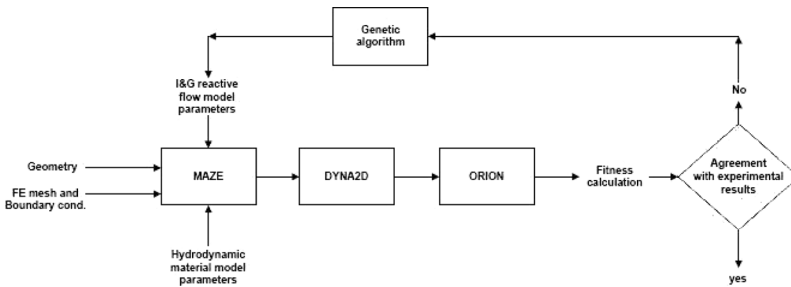 Genetic
algorithm
I&G reactive
flow model
parameters
No
Geometry
FE mesh and
Boundary cond.
MAZE
DYNA2D
ORION
Fitness
calculation
Agreement
with experimental
results
Hydrodynamic
material model
parameters
yes